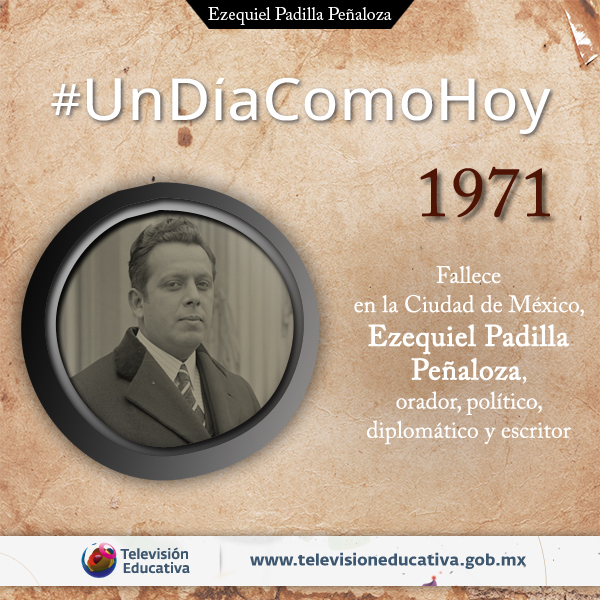 Ezequiel Padilla Peñaloza
#UnDíaComoHoy
1971
Fallece
en la Ciudad de México,
Ezequiel Padilla
Peñaloza,
orador, político,
diplomático y escritor
Televisión
Educativa
www.televisioneducativa.gob.mx